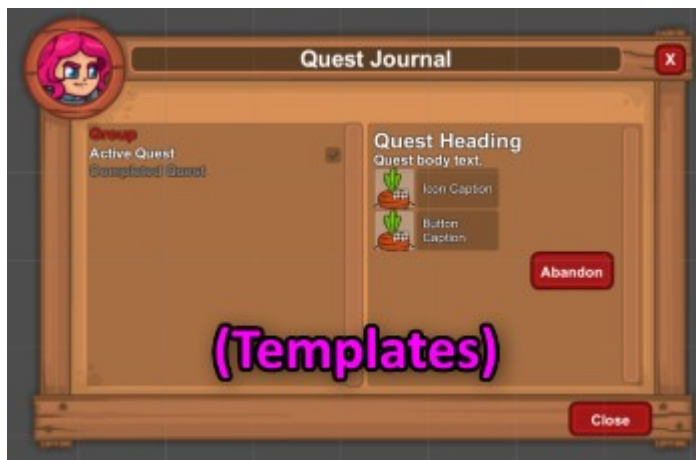 Quest Journal
X
Group
Active Quest
Completed Quest
Quest Heading
Quest body text.
Icon Caption
Button
Caption
Abandon
(Templates)
Close